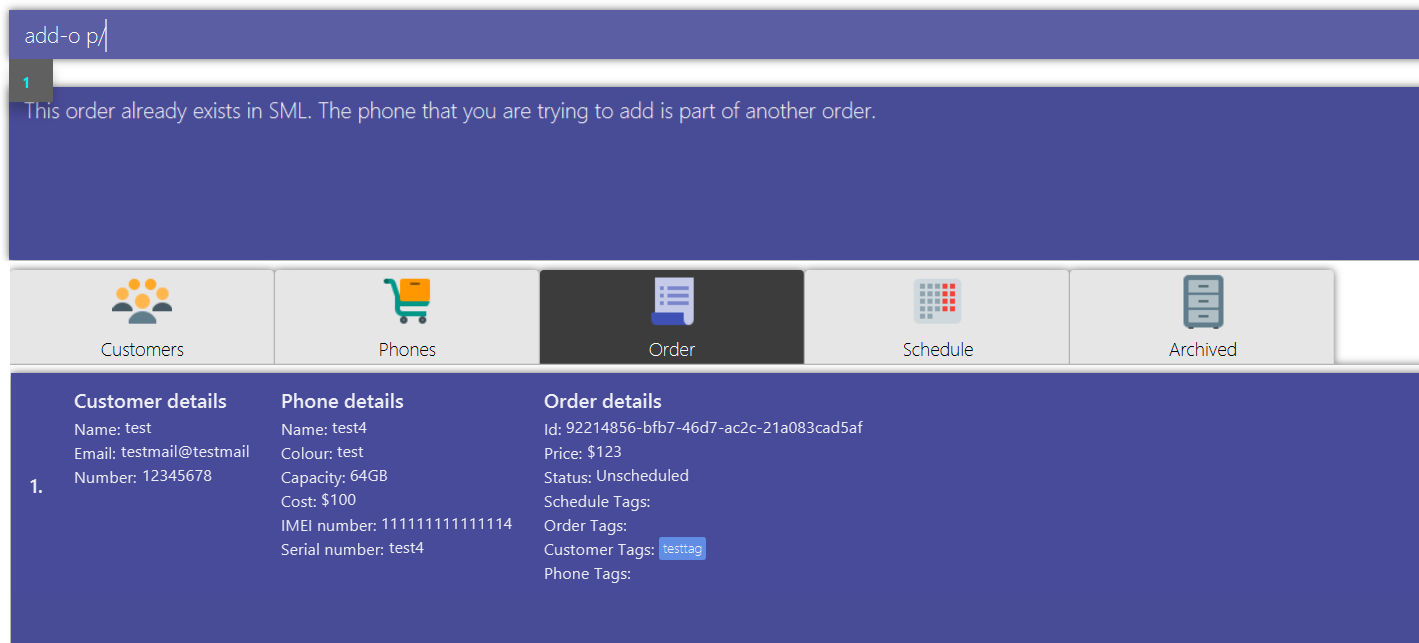 add-o p/
1
This order already exists in SML. The phone that you are trying to add is part of another order.
Customers Phones Order Schedule Archived
Customer details Phone details Order details
Name: test Name: test4 Id: 92214856-bfb7-46d7-ac2c-21a083cad5af
Email: testmail@testmail Colour: test Price: $123
Number: 12345678 Capacity: 64GB Status: Unscheduled
1. Cost: $100 Schedule Tags:
IMEI number: 111111111111114 Order Tags:
Serial number: test4 Customer Tags: testtag
Phone Tags: